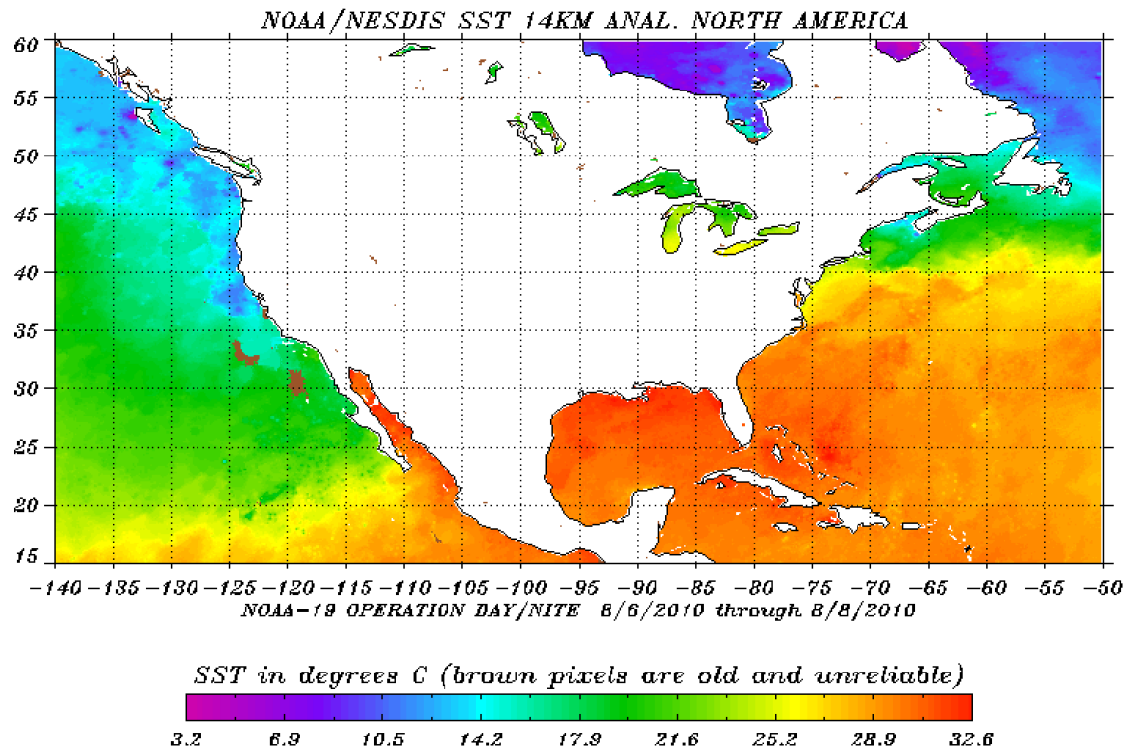 NOAA/NESDIS SST 14KM ANAL. NORTH AMERICA
60
55
50
45
40
35
30
25
20
15
-140 -135 -130 -125 -120 -115 -110 -105 -100 -95 -90 -85 -80 -75 -70 -65 -60 -55 -50
NOAA-19 OPERATION DAY/NITE 8/6/2010 through 8/8/2010
SST in degrees C (brown pixels are old and unreliable)
3.2 6.9 10.5 14.2 17.9 21.6 25.2 28.9 32.6